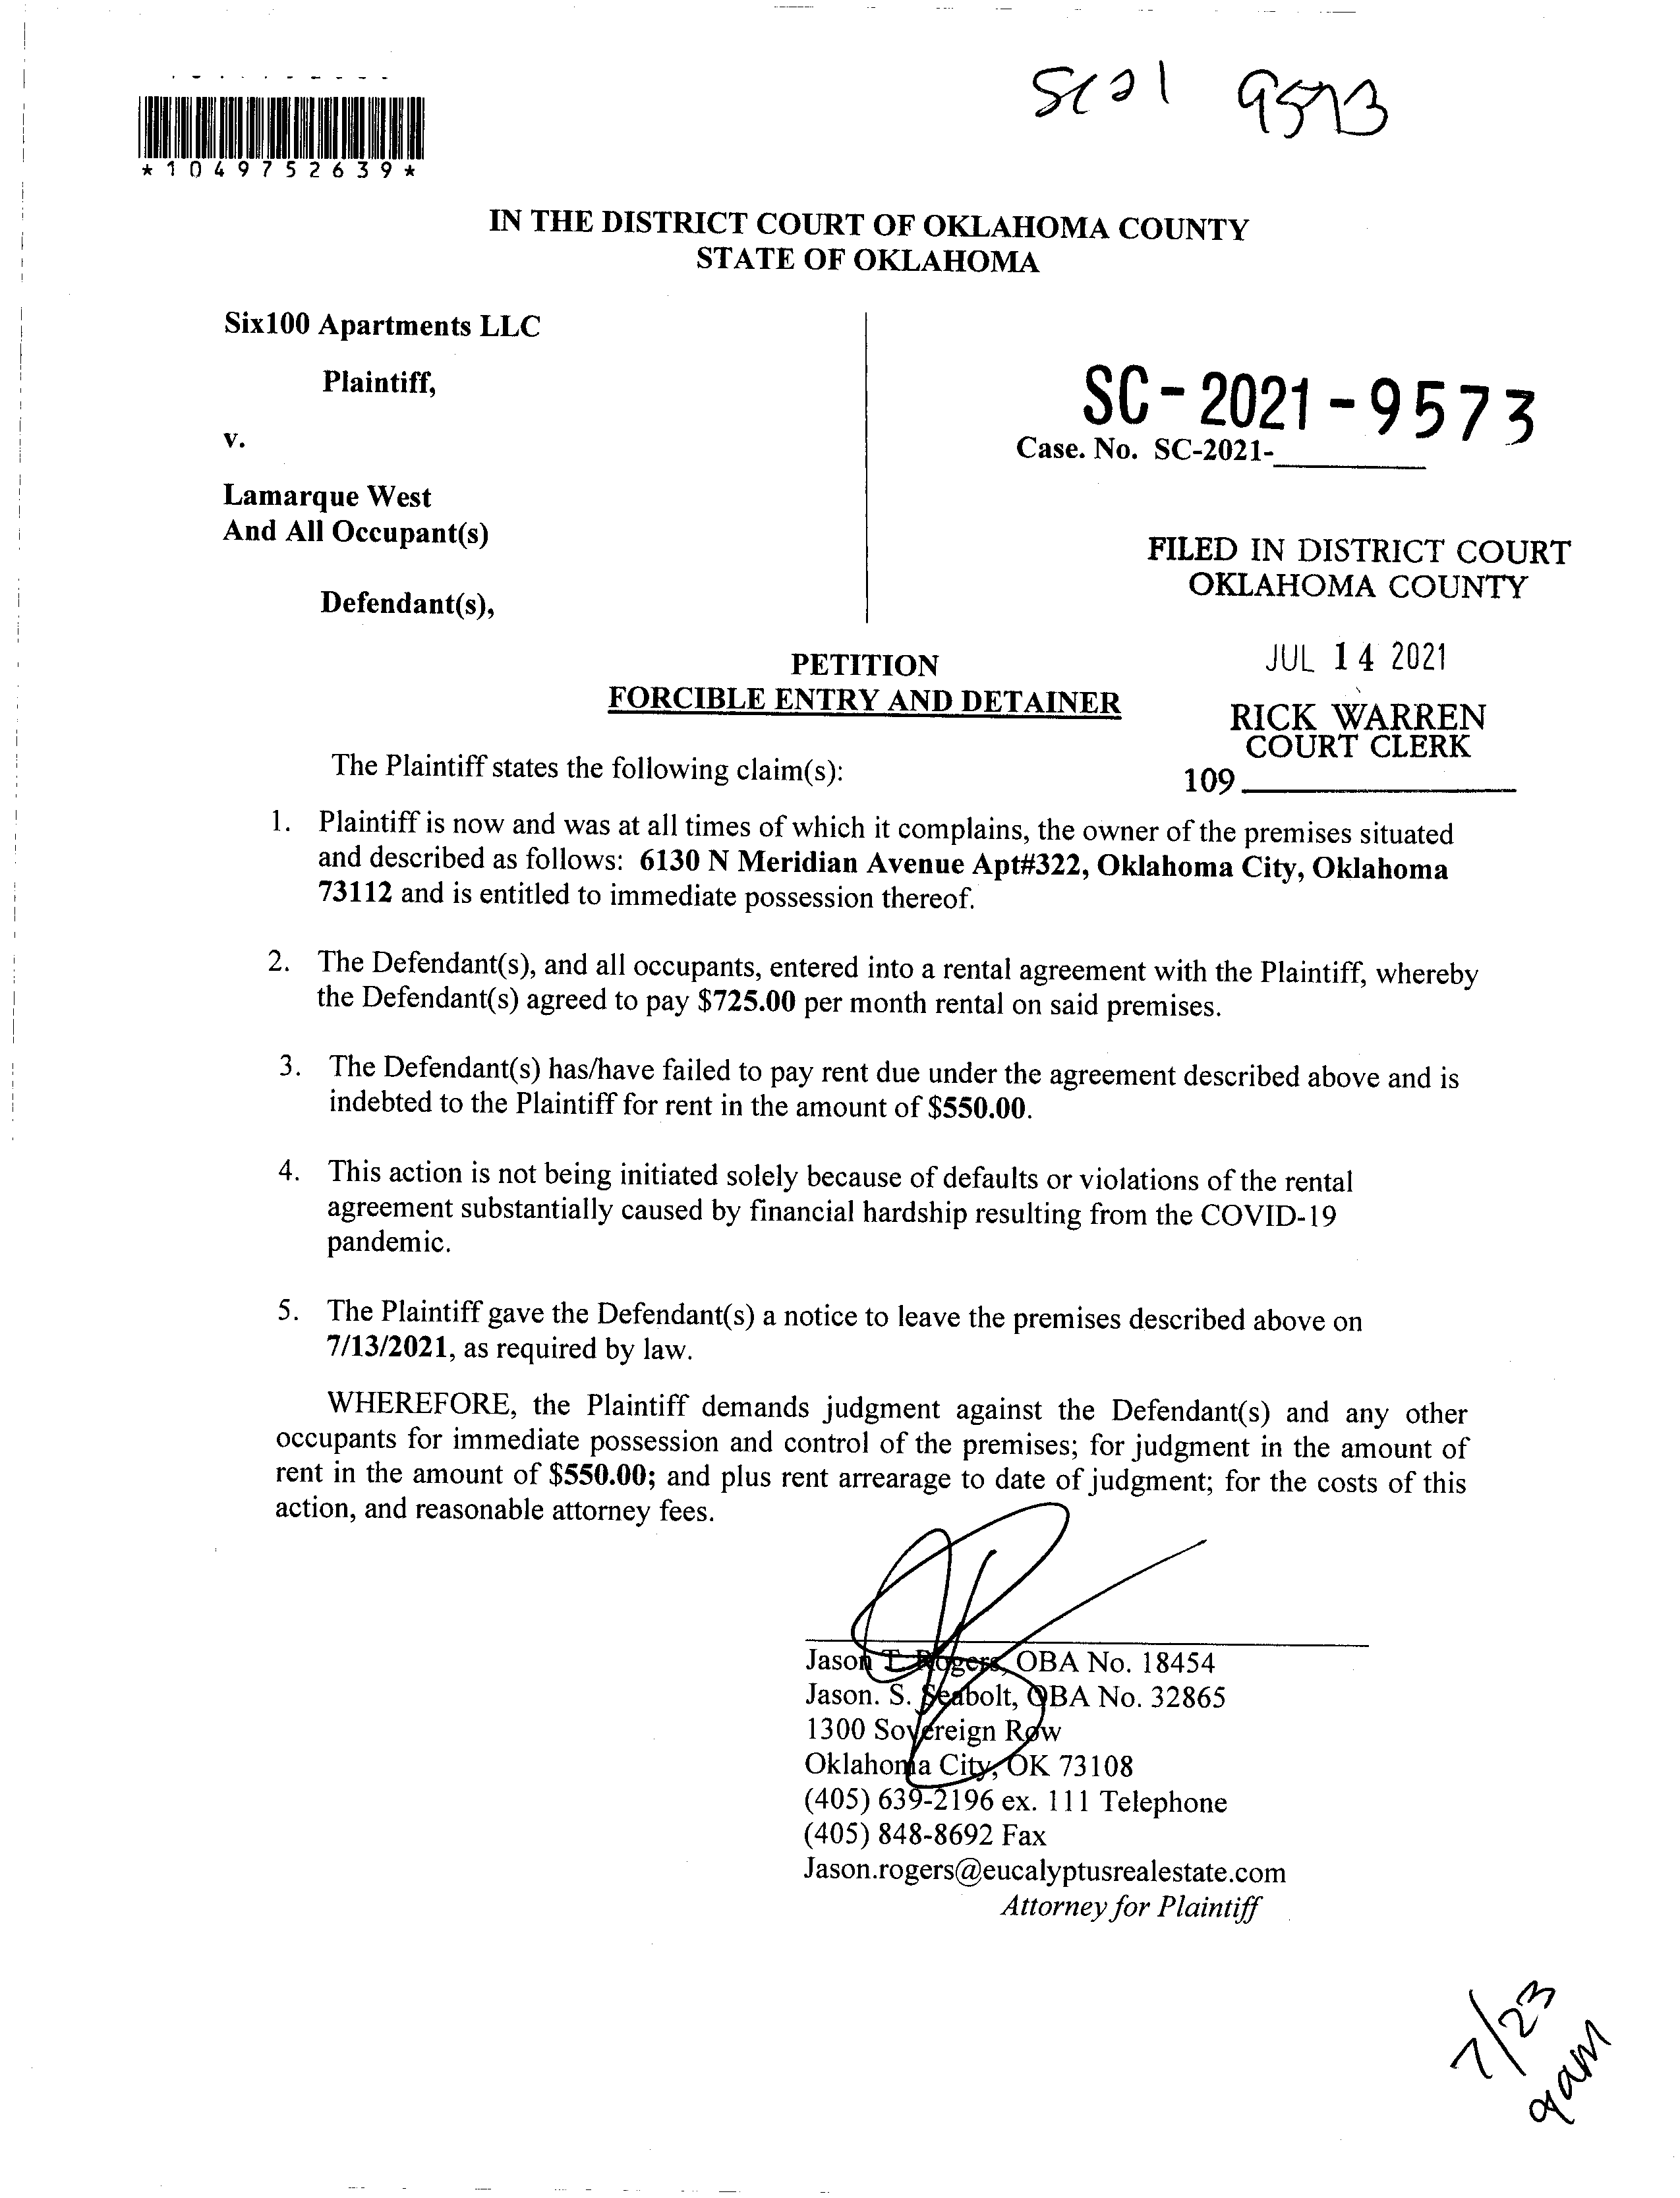 SC21 9573
*1049752639*
IN THE DISTRICT COURT OF OKLAHOMA COUNTY
STATE OF OKLAHOMA
Six100 Apartments LLC
Plaintiff,
v.
Lamarque West
And All Occupant(s)
Defendant(s),
SC-2021-9573
Case. No. SC-2021-
FILED IN DISTRICT COURT
OKLAHOMA COUNTY
JUL 14 2021
RICK WARREN
COURT CLERK
109
PETITION
FORCIBLE ENTRY AND DETAINER
The Plaintiff states the following claim(s):
1. Plaintiff is now and was at all times of which it complains, the owner of the premises situated
and described as follows: 6130 N Meridian Avenue Apt#322, Oklahoma City, Oklahoma
73112 and is entitled to immediate possession thereof.
2. The Defendant(s), and all occupants, entered into a rental agreement with the Plaintiff, whereby
the Defendant(s) agreed to pay $725.00 per month rental on said premises.
3. The Defendant(s) has/have failed to pay rent due under the agreement described above and is
indebted to the Plaintiff for rent in the amount of $550.00.
4. This action is not being initiated solely because of defaults or violations of the rental
agreement substantially caused by financial hardship resulting from the COVID-19
pandemic.
5. The Plaintiff gave the Defendant(s) a notice to leave the premises described above on
7/13/2021, as required by law.
WHEREFORE, the Plaintiff demands judgment against the Defendant(s) and any other
occupants for immediate possession and control of the premises; for judgment in the amount of
rent in the amount of $550.00; and plus rent arrearage to date of judgment; for the costs of this
action, and reasonable attorney fees.
Jason T. Rogers, OBA No. 18454
Jason. S. Seabolt, OBA No. 32865
1300 Sovereign Row
Oklahoma City, OK 73108
(405) 639-2196 ex. 111 Telephone
(405) 848-8692 Fax
Jason.rogers@eucalyptusrealestate.com
Attorney for Plaintiff
7/23
9am